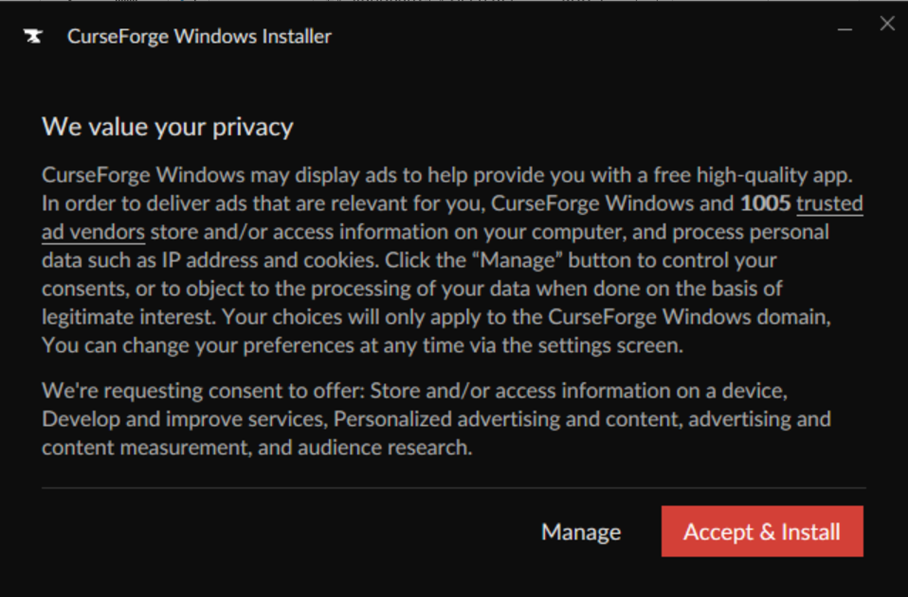 CurseForge Windows Installer
We value your privacy
CurseForge Windows may display ads to help provide you with a free high-quality app.
In order to deliver ads that are relevant for you, CurseForge Windows and 1005 trusted
ad vendors store and/or access information on your computer, and process personal
data such as IP address and cookies. Click the “Manage” button to control your
consents, or to object to the processing of your data when done on the basis of
legitimate interest. Your choices will only apply to the CurseForge Windows domain,
You can change your preferences at any time via the settings screen.
We're requesting consent to offer: Store and/or access information on a device,
Develop and improve services, Personalized advertising and content, advertising and
content measurement, and audience research.
Manage
Accept & Install